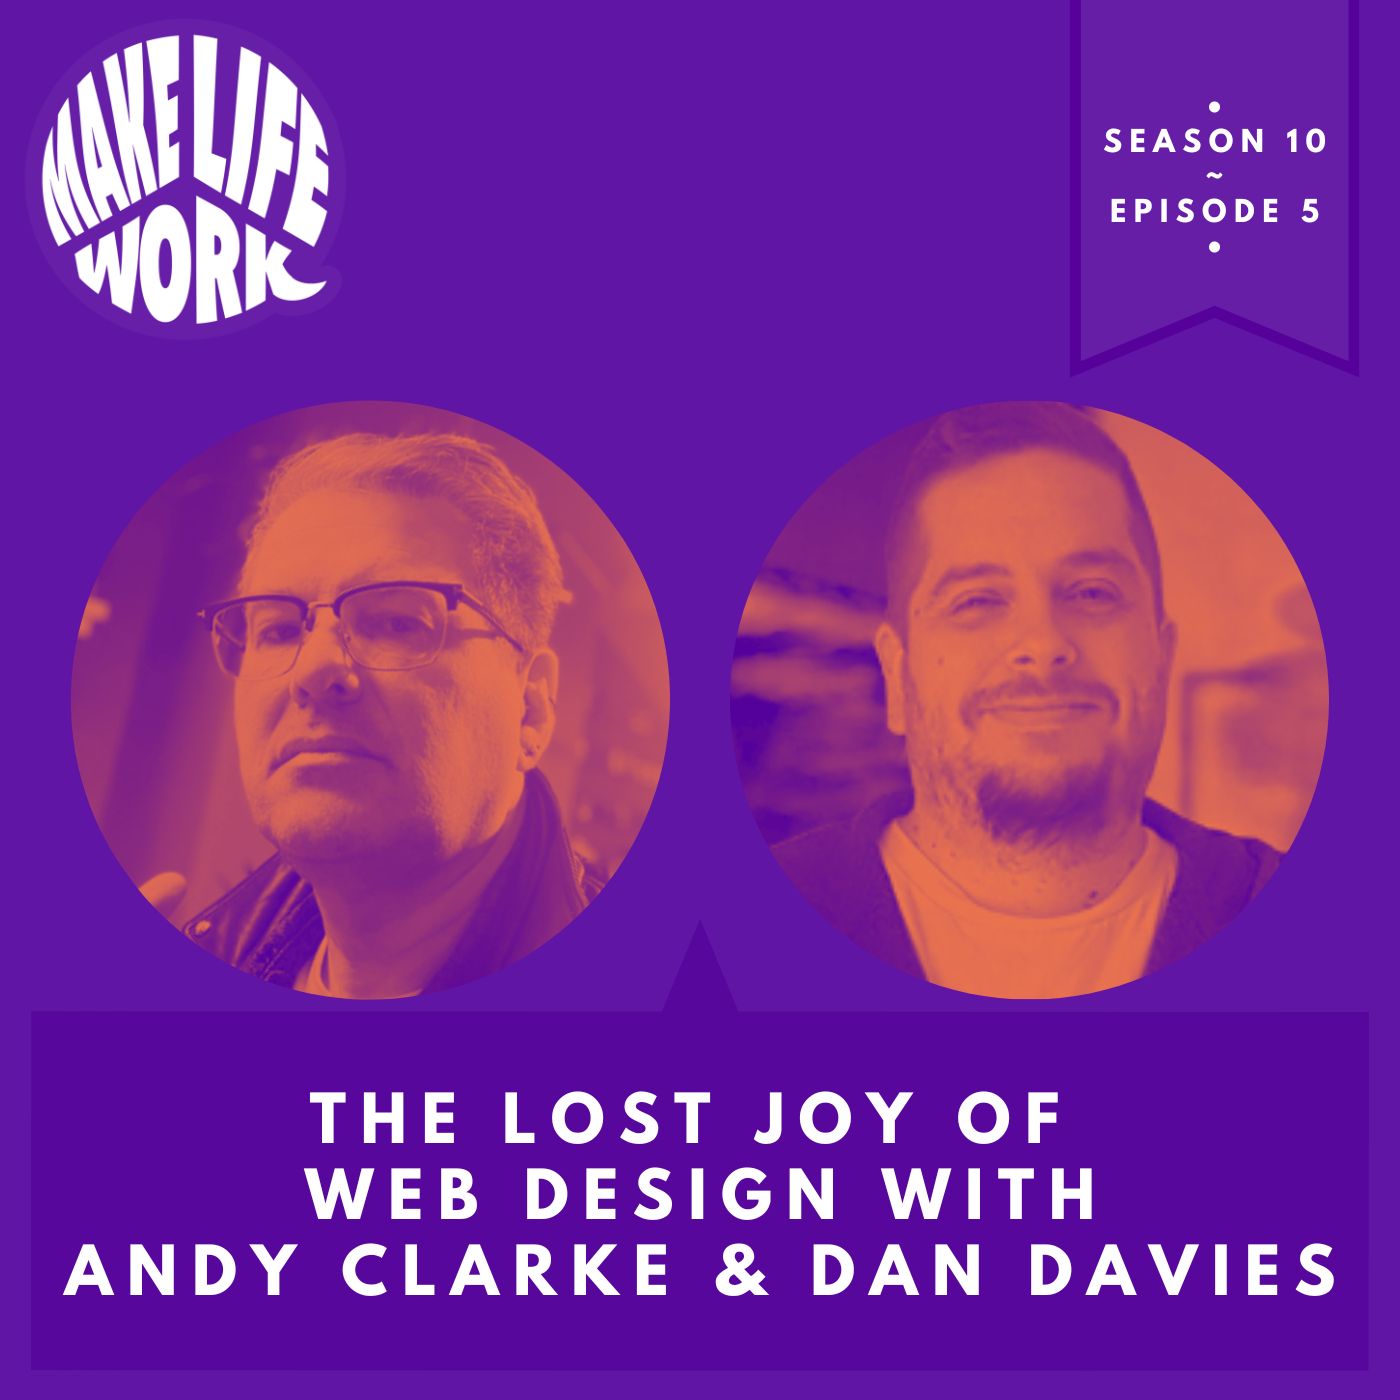 MAKE LIFE
WORK
SEASON 10
~
EPISODE 5
THE LOST JOY OF
WEB DESIGN WITH
ANDY CLARKE & DAN DAVIES